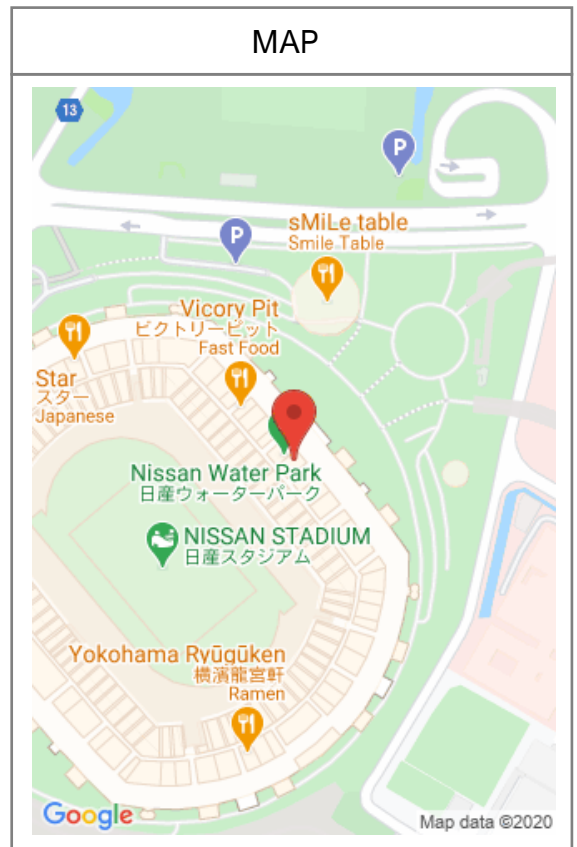 MAP
13
P
sMiLe table
Smile Table
P
Vicory Pit
ビクトリーピット
Fast Food
Star
スター
Japanese
Nissan Water Park
日産ウォーターパーク
NISSAN STADIUM
日産スタジアム
Yokohama Ryūgūken
横濱龍宮軒
Ramen
Google
Map data ©2020